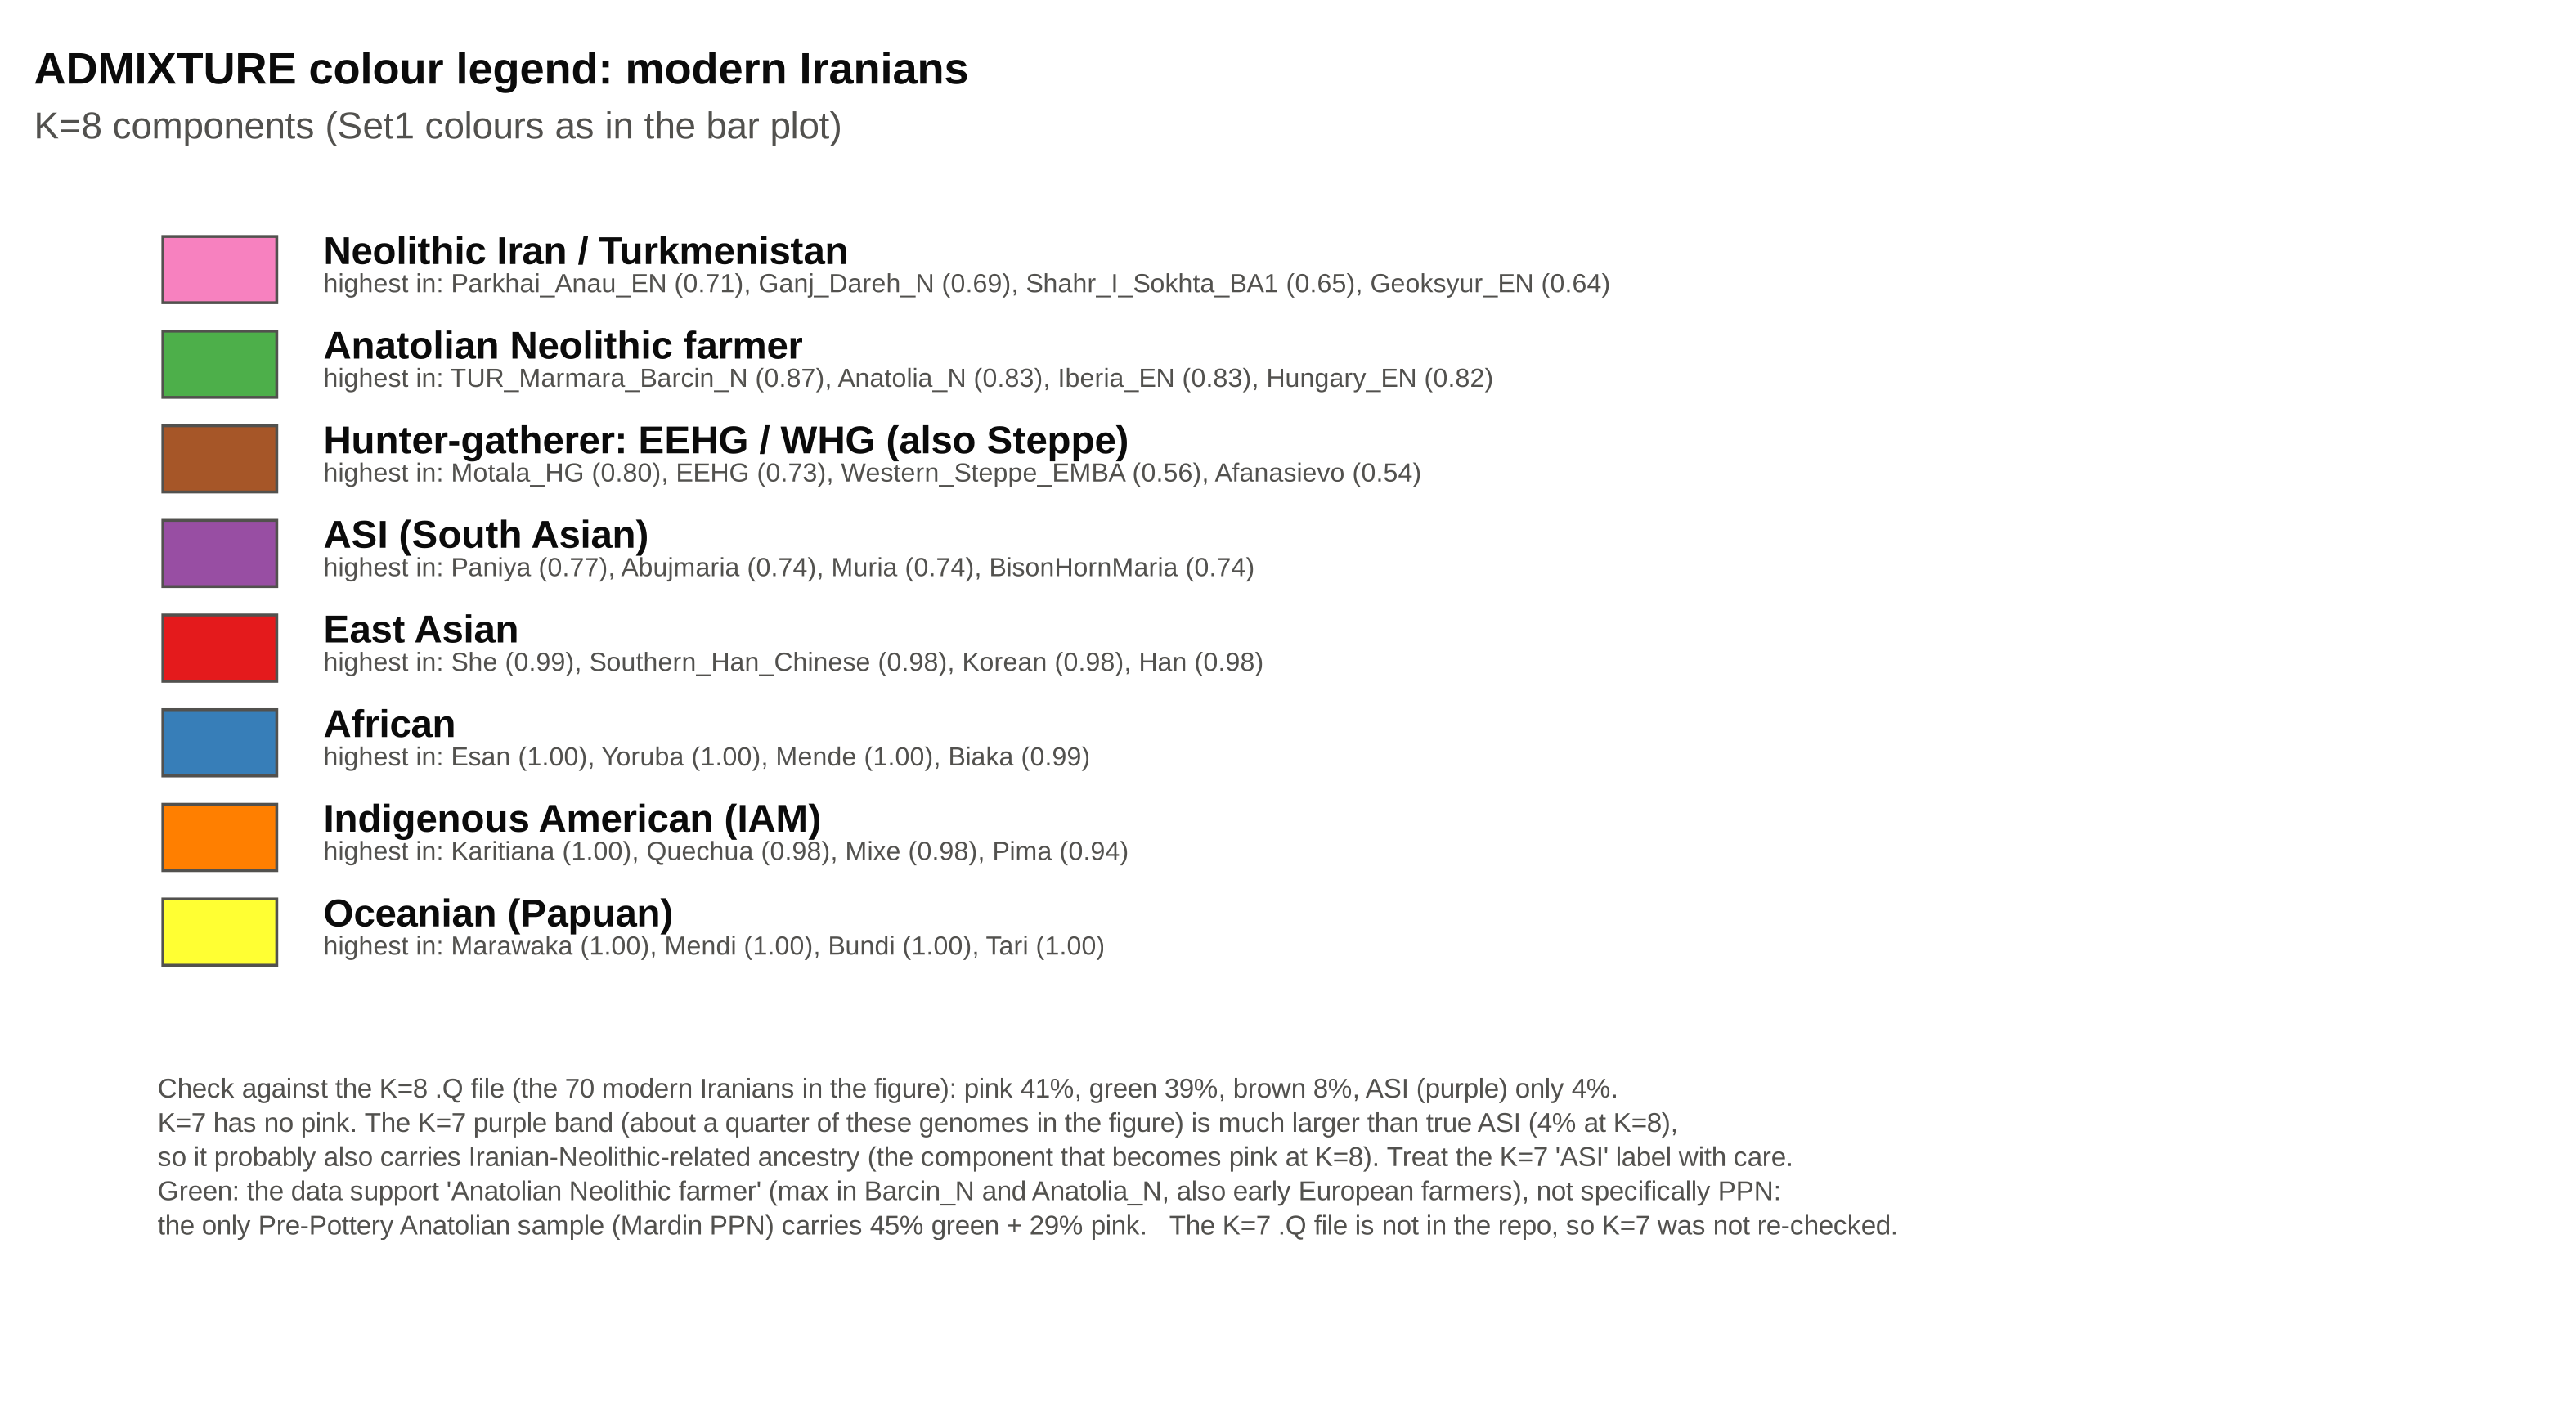 ADMIXTURE colour legend: modern Iranians
K=8 components (Set1 colours as in the bar plot)
Neolithic Iran / Turkmenistan
highest in: Parkhai_Anau_EN (0.71), Ganj_Dareh_N (0.69), Shahr_I_Sokhta_BA1 (0.65), Geoksyur_EN (0.64)
Anatolian Neolithic farmer
highest in: TUR_Marmara_Barcin_N (0.87), Anatolia_N (0.83), Iberia_EN (0.83), Hungary_EN (0.82)
Hunter-gatherer: EEHG / WHG (also Steppe)
highest in: Motala_HG (0.80), EEHG (0.73), Western_Steppe_EMBA (0.56), Afanasievo (0.54)
ASI (South Asian)
highest in: Paniya (0.77), Abujmaria (0.74), Muria (0.74), BisonHornMaria (0.74)
East Asian
highest in: She (0.99), Southern_Han_Chinese (0.98), Korean (0.98), Han (0.98)
African
highest in: Esan (1.00), Yoruba (1.00), Mende (1.00), Biaka (0.99)
Indigenous American (IAM)
highest in: Karitiana (1.00), Quechua (0.98), Mixe (0.98), Pima (0.94)
Oceanian (Papuan)
highest in: Marawaka (1.00), Mendi (1.00), Bundi (1.00), Tari (1.00)
Check against the K=8 .Q file (the 70 modern Iranians in the figure): pink 41%, green 39%, brown 8%, ASI (purple) only 4%.
K=7 has no pink. The K=7 purple band (about a quarter of these genomes in the figure) is much larger than true ASI (4% at K=8),
so it probably also carries Iranian-Neolithic-related ancestry (the component that becomes pink at K=8). Treat the K=7 'ASI' label with care.
Green: the data support 'Anatolian Neolithic farmer' (max in Barcin_N and Anatolia_N, also early European farmers), not specifically PPN:
the only Pre-Pottery Anatolian sample (Mardin PPN) carries 45% green + 29% pink.   The K=7 .Q file is not in the repo, so K=7 was not re-checked.